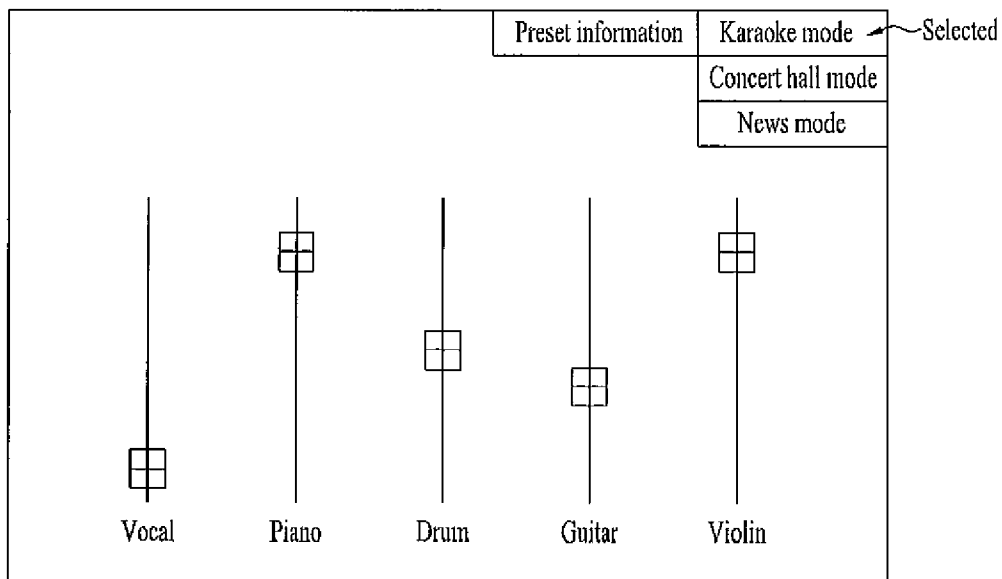 Preset information
Karaoke mode
Selected
Concert hall mode
News mode
Vocal
Piano
Drum
Guitar
Violin